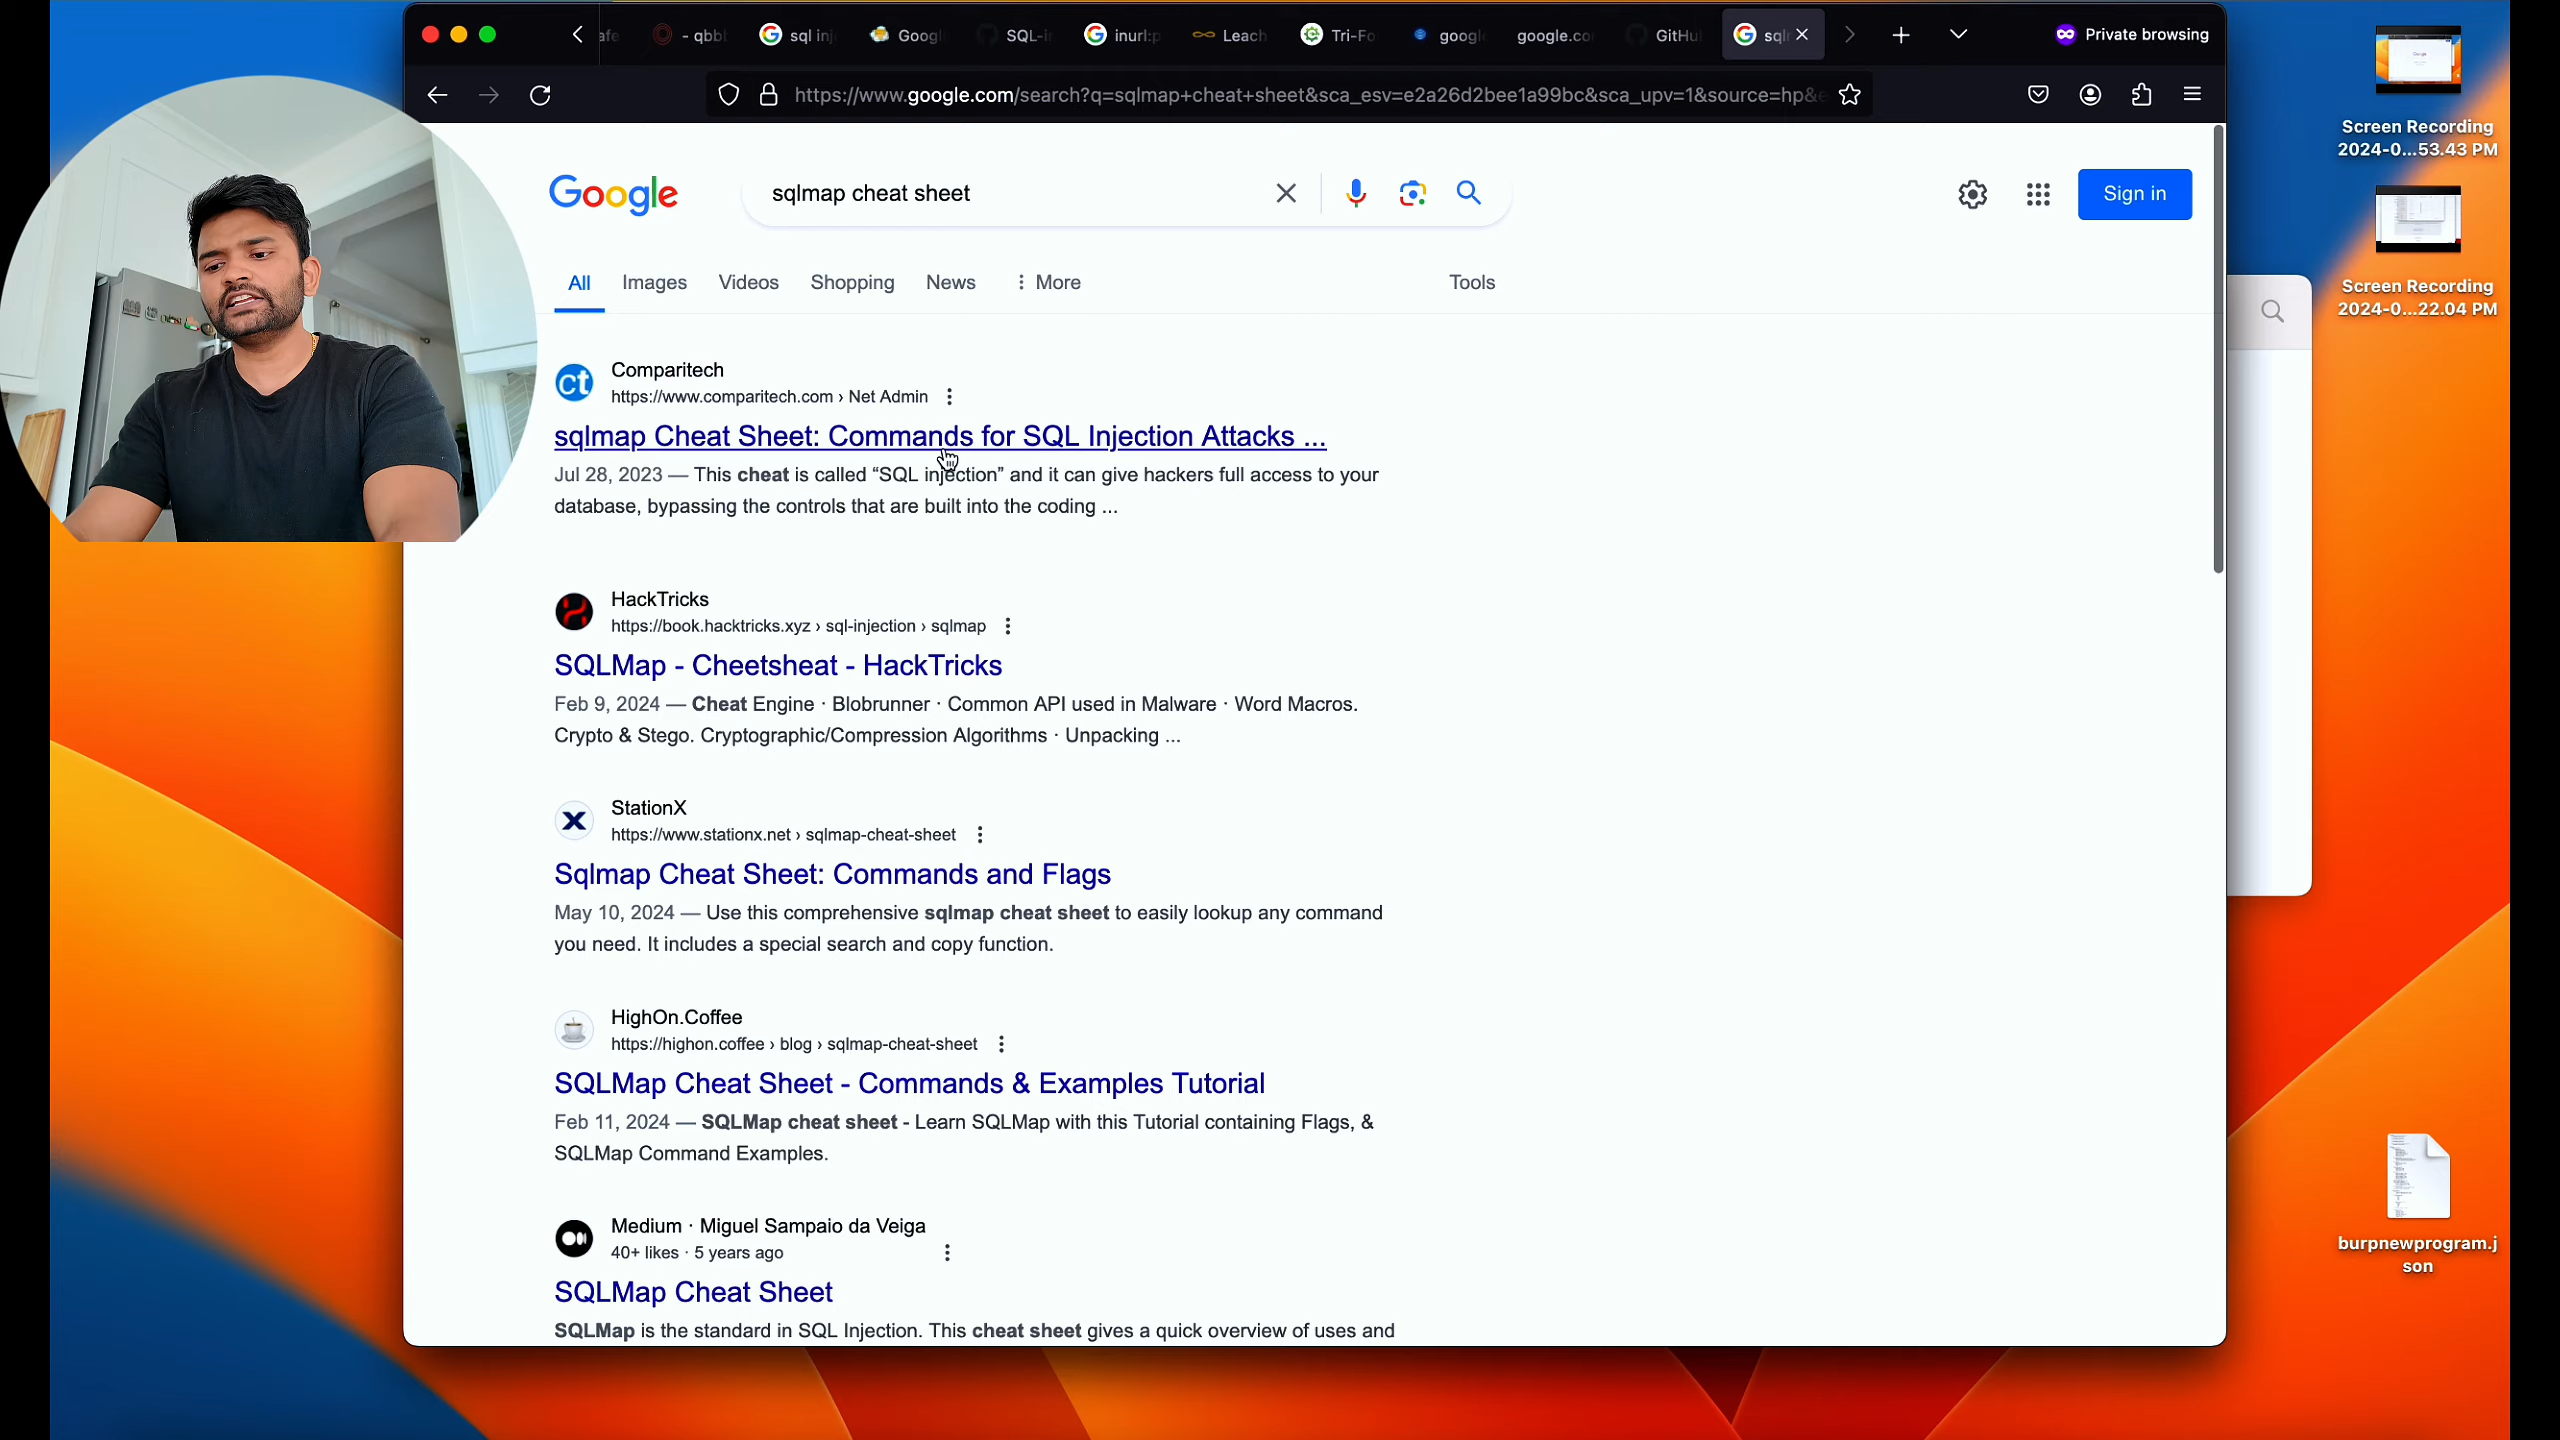 - qbb
sql inj
Googl
SQL-i
inurl:p
Leach
Tri-Fo
googl
google.co
GitHu
sql
Private browsing
https://www.google.com/search?q=sqlmap+cheat+sheet&sca_esv=e2a26d2bee1a99bc&sca_upv=1&source=hp&
Google
sqlmap cheat sheet
Sign in
All
Images
Videos
Shopping
News
More
Tools
ct
Comparitech
https://www.comparitech.com › Net Admin
sqlmap Cheat Sheet: Commands for SQL Injection Attacks ...
Jul 28, 2023 — This cheat is called “SQL injection” and it can give hackers full access to your
database, bypassing the controls that are built into the coding ...
HackTricks
https://book.hacktricks.xyz › sql-injection › sqlmap
SQLMap - Cheetsheat - HackTricks
Feb 9, 2024 — Cheat Engine · Blobrunner · Common API used in Malware · Word Macros.
Crypto & Stego. Cryptographic/Compression Algorithms · Unpacking ...
StationX
https://www.stationx.net › sqlmap-cheat-sheet
Sqlmap Cheat Sheet: Commands and Flags
May 10, 2024 — Use this comprehensive sqlmap cheat sheet to easily lookup any command
you need. It includes a special search and copy function.
HighOn.Coffee
https://highon.coffee › blog › sqlmap-cheat-sheet
SQLMap Cheat Sheet - Commands & Examples Tutorial
Feb 11, 2024 — SQLMap cheat sheet - Learn SQLMap with this Tutorial containing Flags, &
SQLMap Command Examples.
Medium · Miguel Sampaio da Veiga
40+ likes · 5 years ago
SQLMap Cheat Sheet
SQLMap is the standard in SQL Injection. This cheat sheet gives a quick overview of uses and
Screen Recording
2024-0...53.43 PM
Screen Recording
2024-0...22.04 PM
burpnewprogram.j
son